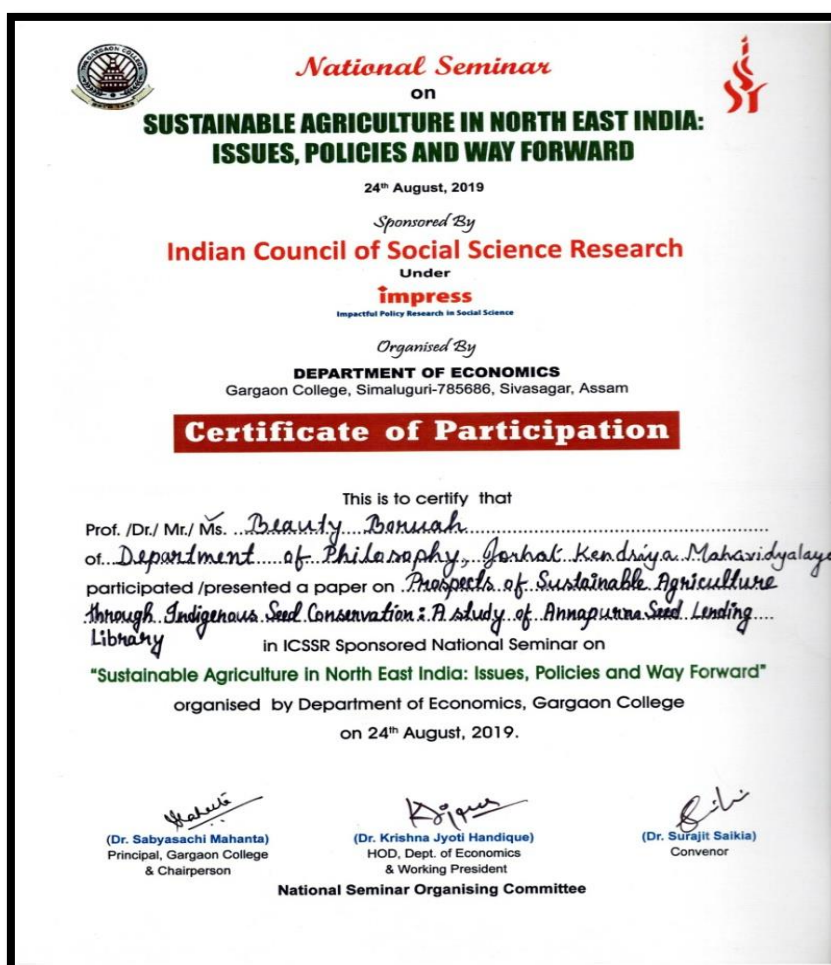 National Seminar
on
SUSTAINABLE AGRICULTURE IN NORTH EAST INDIA:
ISSUES, POLICIES AND WAY FORWARD
24th August, 2019
Sponsored By
Indian Council of Social Science Research
Under
impress
Impactful Policy Research in Social Science
Organised By
DEPARTMENT OF ECONOMICS
Gargaon College, Simaluguri-785686, Sivasagar, Assam
Certificate of Participation
This is to certify that
Prof. /Dr./ Mr./ Ms. Beauty Boruah
of Department of Philosophy, Jorhat Kendriya Mahavidyalaya
participated /presented a paper on Prospects of Sustainable Agriculture
through Indigenous Seed Conservation: A study of Annapurna Seed Lending
Library in ICSSR Sponsored National Seminar on
"Sustainable Agriculture in North East India: Issues, Policies and Way Forward"
organised by Department of Economics, Gargaon College
on 24th August, 2019.
(Dr. Sabyasachi Mahanta) (Dr. Krishna Jyoti Handique) (Dr. Surajit Saikia)
Principal, Gargaon College HOD, Dept. of Economics Convenor
& Chairperson & Working President
National Seminar Organising Committee